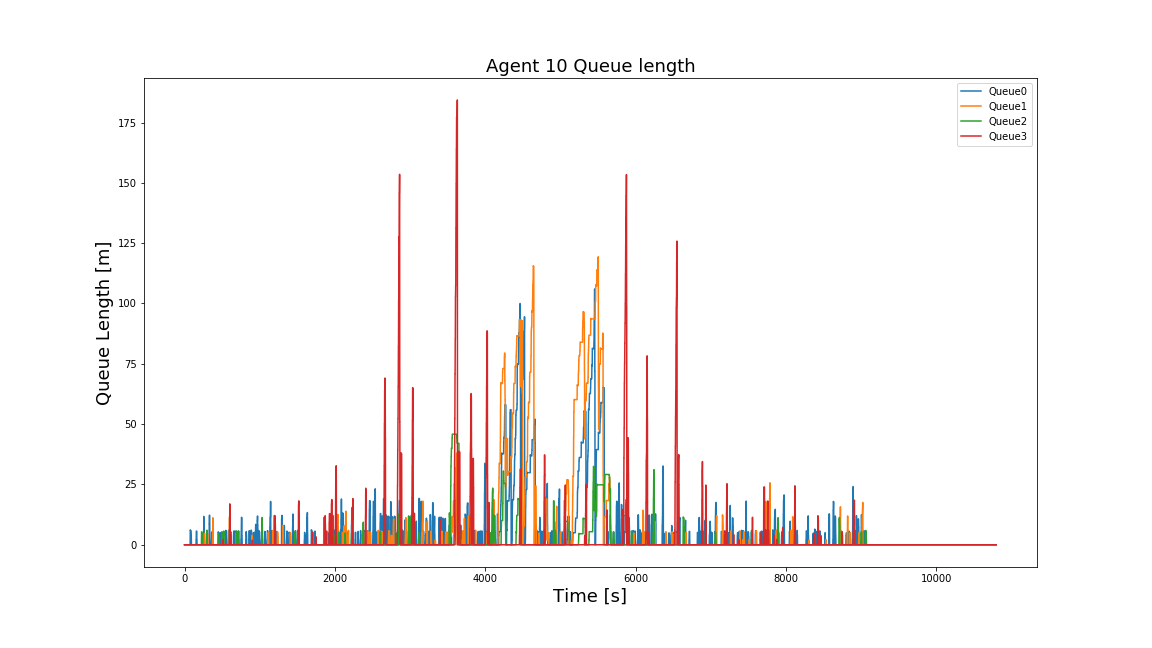 Agent 10 Queue length
Queue0
Queue1
Queue2
Queue3
175
150
125
100
75
50
25
0
Queue Length [m]
0 2000 4000 6000 8000 10000
Time [s]